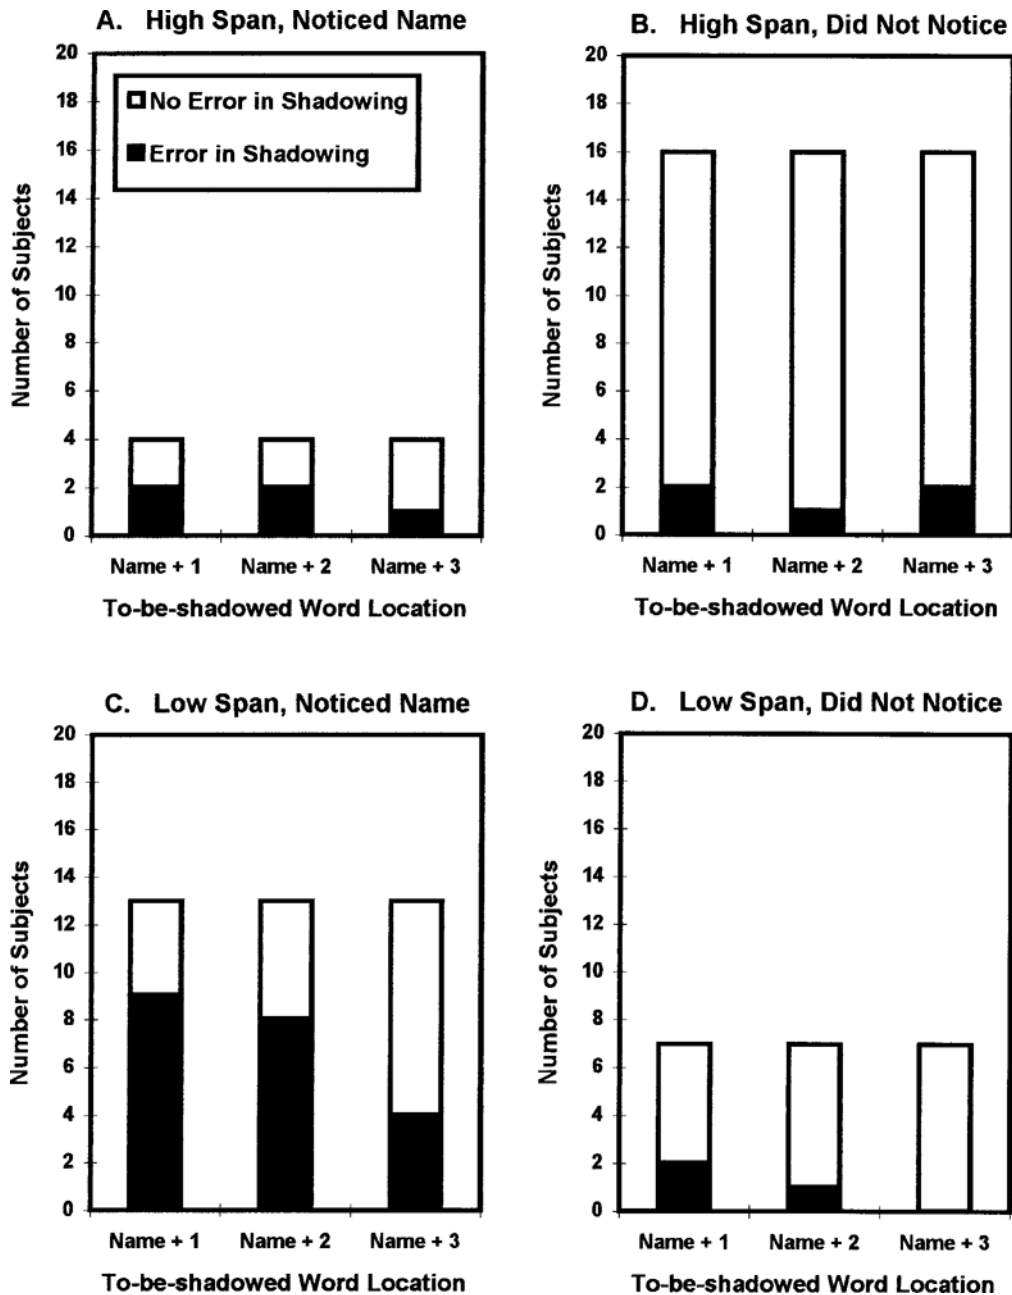 A. High Span, Noticed Name
20
18
16
14
12
10
8
6
4
2
0
Number of Subjects
No Error in Shadowing
Error in Shadowing
Name + 1 Name + 2 Name + 3
To-be-shadowed Word Location
B. High Span, Did Not Notice
20
18
16
14
12
10
8
6
4
2
0
Number of Subjects
Name + 1 Name + 2 Name + 3
To-be-shadowed Word Location
C. Low Span, Noticed Name
20
18
16
14
12
10
8
6
4
2
0
Number of Subjects
Name + 1 Name + 2 Name + 3
To-be-shadowed Word Location
D. Low Span, Did Not Notice
20
18
16
14
12
10
8
6
4
2
0
Number of Subjects
Name + 1 Name + 2 Name + 3
To-be-shadowed Word Location